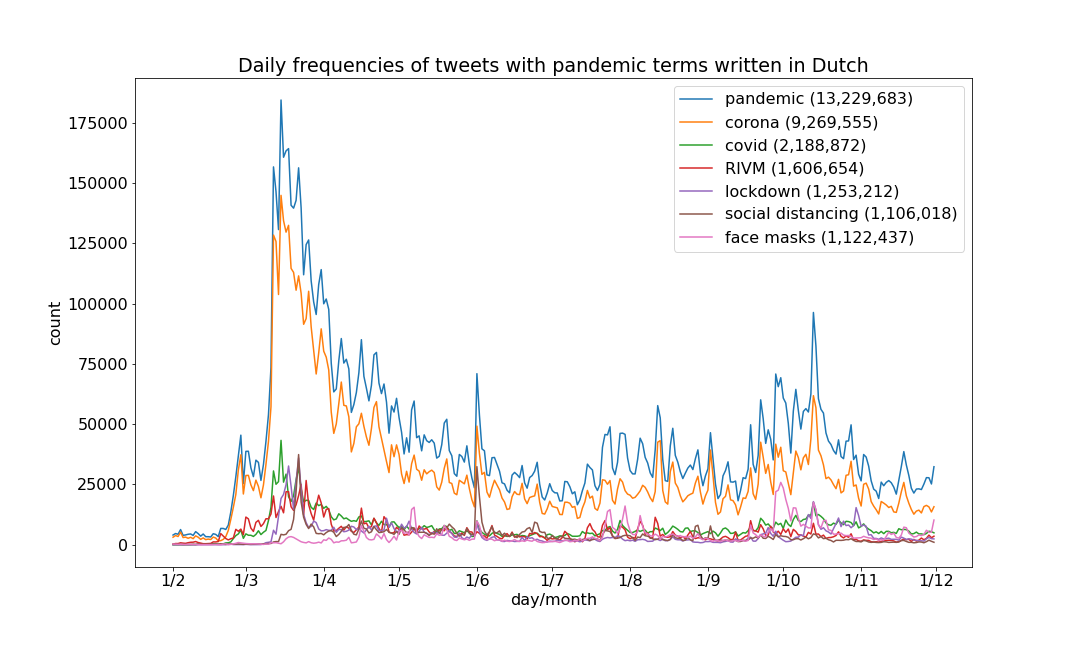 Daily frequencies of tweets with pandemic terms written in Dutch
pandemic (13,229,683)
corona (9,269,555)
covid (2,188,872)
RIVM (1,606,654)
lockdown (1,253,212)
social distancing (1,106,018)
face masks (1,122,437)
175000
150000
125000
100000
75000
50000
25000
0
count
1/2 1/3 1/4 1/5 1/6 1/7 1/8 1/9 1/10 1/11 1/12
day/month